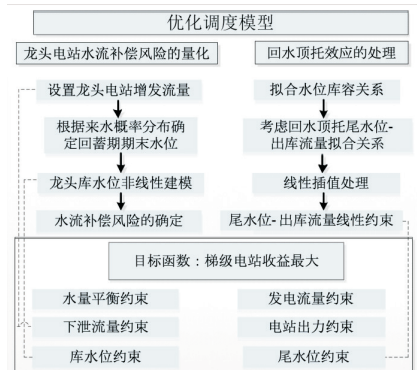 优化调度模型
龙头电站水流补偿风险的量化
回水顶托效应的处理
设置龙头电站增发流量
拟合水位库容关系
根据来水概率分布确
定回蓄期期末水位
考虑回水顶托尾水位-
出库流量拟合关系
龙头库水位非线性建模
线性插值处理
水流补偿风险的确定
尾水位-出库流量线性约束
目标函数：梯级电站收益最大
水量平衡约束
发电流量约束
下泄流量约束
电站出力约束
库水位约束
尾水位约束